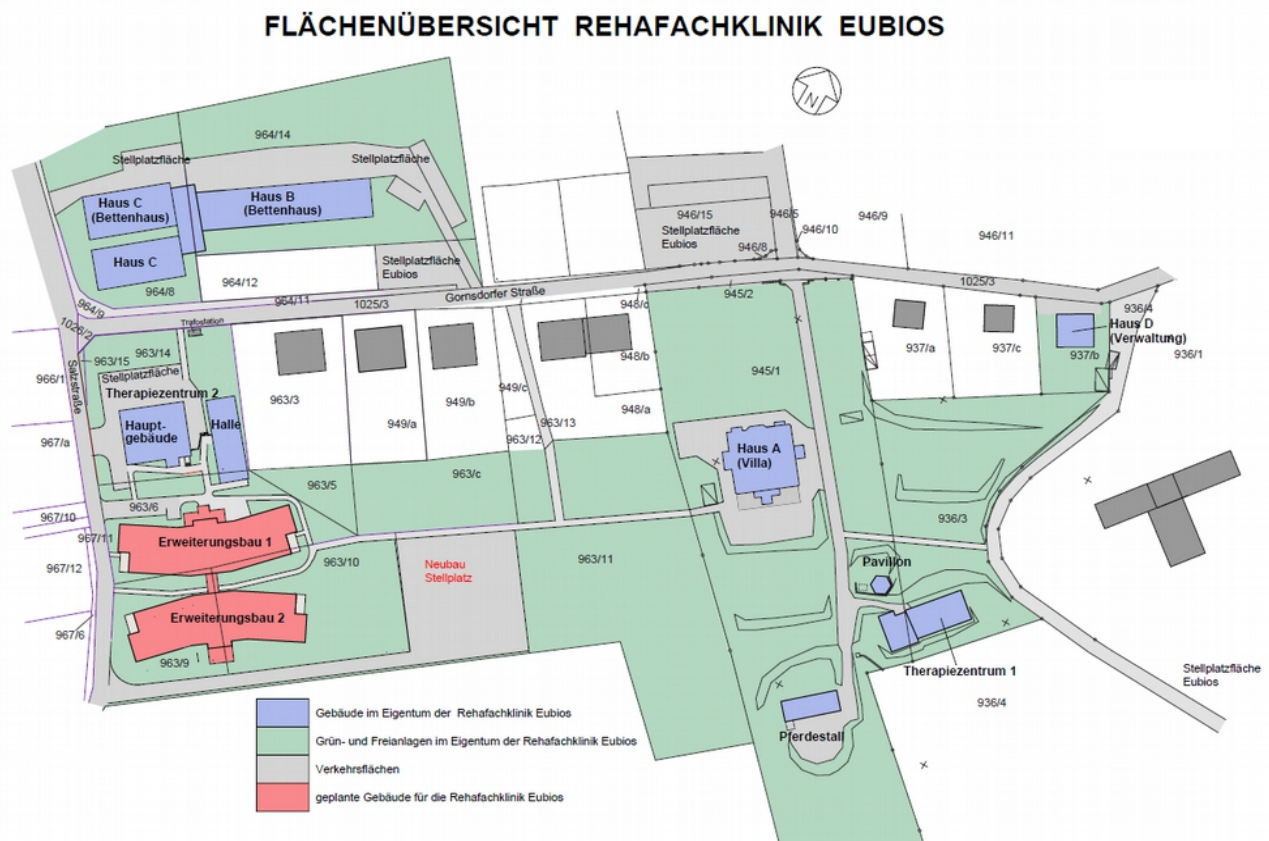 FLÄCHENÜBERSICHT REHAFACHKLINIK EUBIOS
N
964/14
Stellplatzfläche
Stellplatzfläche
Haus C
(Bettenhaus)
Haus B
(Bettenhaus)
Haus C
964/8
964/12
Stellplatzfläche
Eubios
964/9
964/11
1025/3
Gornsdorfer Straße
946/15
Stellplatzfläche
Eubios
946/5
946/8
946/10
946/9
946/11
1025/3
936/4
Haus D
(Verwaltung)
937/b
936/1
937/a
937/c
945/2
945/1
948/c
948/b
948/a
1026/2
Trafostation
963/15
963/14
Stellplatzfläche
Salzstraße
966/1
Therapiezentrum 2
Haupt-
gebäude
Halle
963/3
949/a
949/b
949/c
963/12
963/13
967/a
Haus A
(Villa)
963/5
963/c
963/6
967/10
967/11
967/12
967/6
Erweiterungsbau 1
963/10
Neubau
Stellplatz
963/11
936/3
Pavillon
Erweiterungsbau 2
963/9
Therapiezentrum 1
936/4
Stellplatzfläche
Eubios
Pferdestall
Gebäude im Eigentum der Rehafachklinik Eubios
Grün- und Freianlagen im Eigentum der Rehafachklinik Eubios
Verkehrsflächen
geplante Gebäude für die Rehafachklinik Eubios